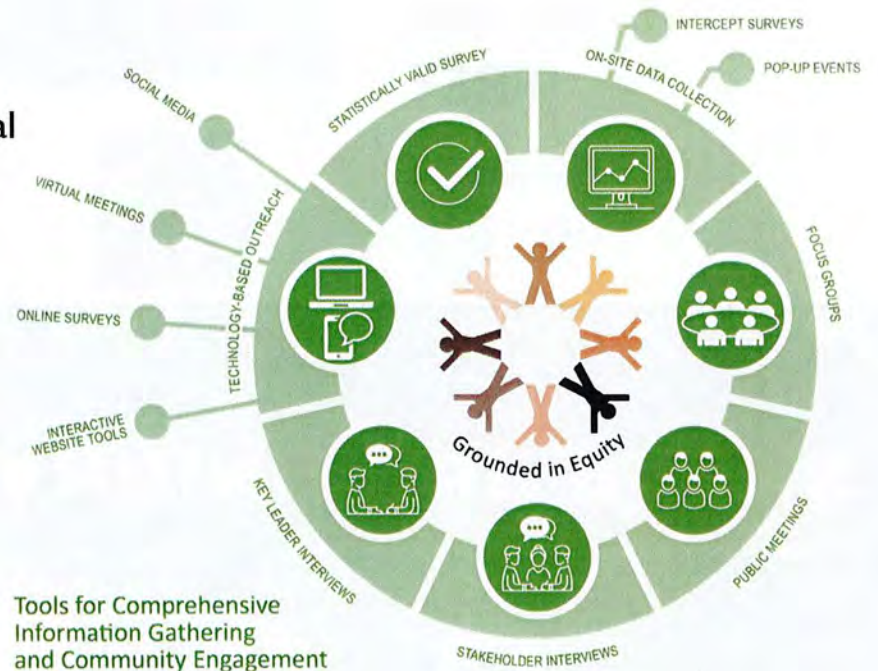 al
INTERCEPT SURVEYS
ON-SITE DATA COLLECTION
POP-UP EVENTS
STATISTICALLY VALID SURVEY
SOCIAL MEDIA
VIRTUAL MEETINGS
TECHNOLOGY-BASED OUTREACH
ONLINE SURVEYS
INTERACTIVE
WEBSITE TOOLS
FOCUS GROUPS
Grounded in Equity
KEY LEADER INTERVIEWS
PUBLIC MEETINGS
STAKEHOLDER INTERVIEWS
Tools for Comprehensive
Information Gathering
and Community Engagement